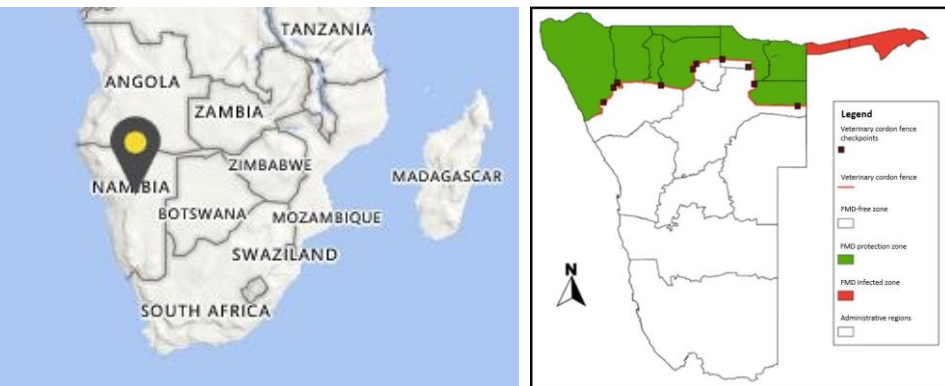 TANZANIA
ANGOLA
ZAMBIA
NAMIBIA
ZIMBABWE
MADAGASCAR
BOTSWANA
MOZAMBIQUE
SWAZILAND
SOUTH AFRICA
N
Legend
Veterinary cordon fence
checkpoints
Veterinary cordon fence
FMD-free zone
FMD protection zone
FMD infected zone
Administrative regions